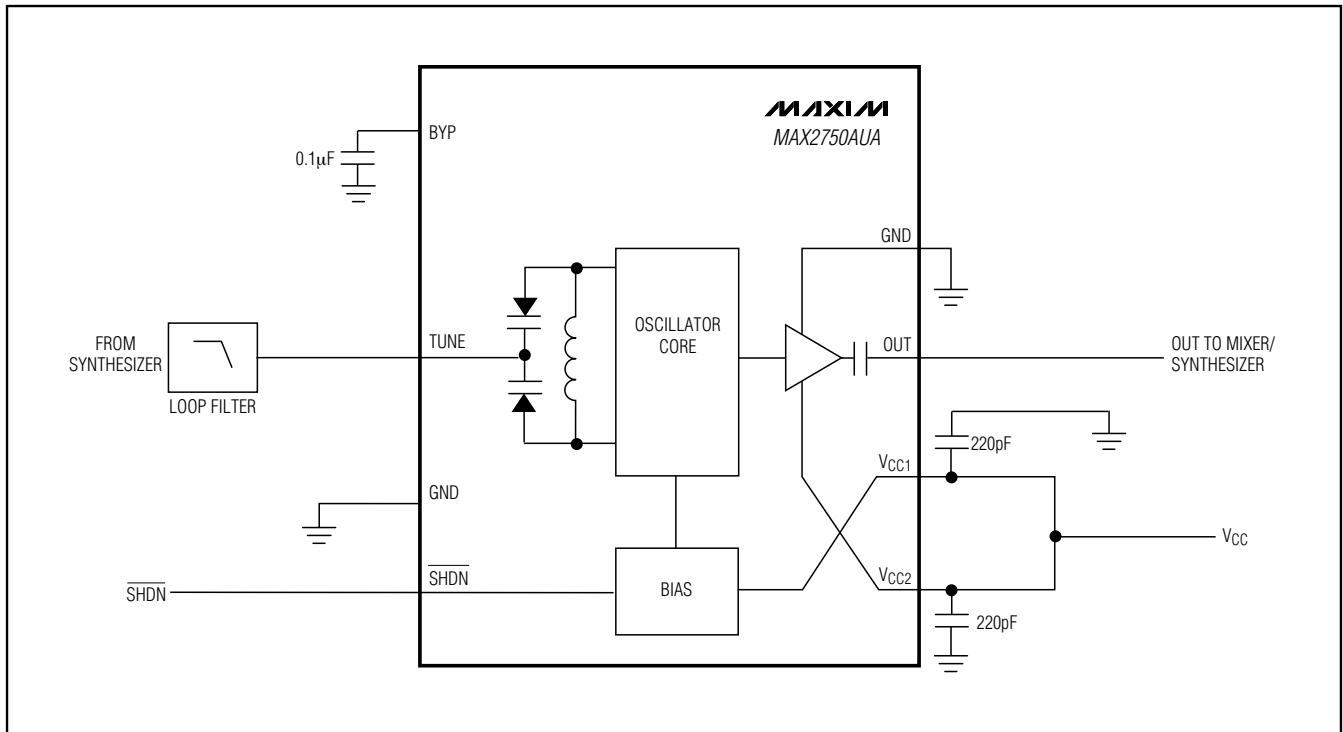 MAXIM
MAX2750AUA
BYP
0.1µF
GND
OSCILLATOR
CORE
FROM
SYNTHESIZER
TUNE
OUT
OUT TO MIXER/
SYNTHESIZER
LOOP FILTER
220pF
VCC1
GND
VCC
SHDN
SHDN
BIAS
VCC2
220pF